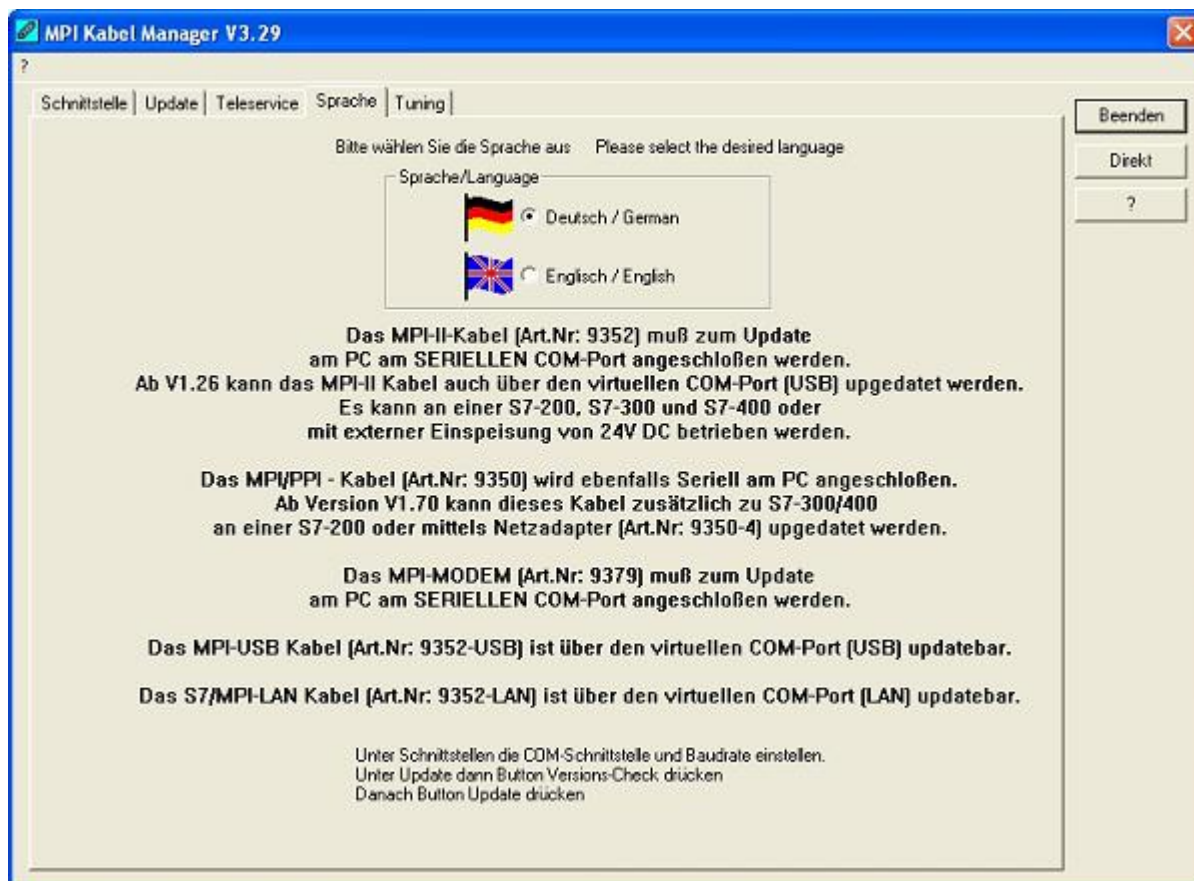 MPI Kabel Manager V3.29
?
Schnittstelle Update Teleservice Sprache Tuning
Beenden
Direkt
?
Bitte wählen Sie die Sprache aus Please select the desired language
Sprache/Language
Deutsch / German
Englisch / English
Das MPI-II-Kabel (Art.Nr: 9352) muß zum Update
am PC am SERIELLEN COM-Port angeschloßen werden.
Ab V1.26 kann das MPI-II Kabel auch über den virtuellen COM-Port (USB) upgedatet werden.
Es kann an einer S7-200, S7-300 und S7-400 oder
mit externer Einspeisung von 24V DC betrieben werden.
Das MPI/PPI - Kabel (Art.Nr: 9350) wird ebenfalls Seriell am PC angeschloßen.
Ab Version V1.70 kann dieses Kabel zusätzlich zu S7-300/400
an einer S7-200 oder mittels Netzadapter (Art.Nr: 9350-4) upgedatet werden.
Das MPI-MODEM (Art.Nr: 9379) muß zum Update
am PC am SERIELLEN COM-Port angeschloßen werden.
Das MPI-USB Kabel (Art.Nr: 9352-USB) ist über den virtuellen COM-Port (USB) updatebar.
Das S7/MPI-LAN Kabel (Art.Nr: 9352-LAN) ist über den virtuellen COM-Port (LAN) updatebar.
Unter Schnittstellen die COM-Schnittstelle und Baudrate einstellen.
Unter Update dann Button Versions-Check drücken
Danach Button Update drücken